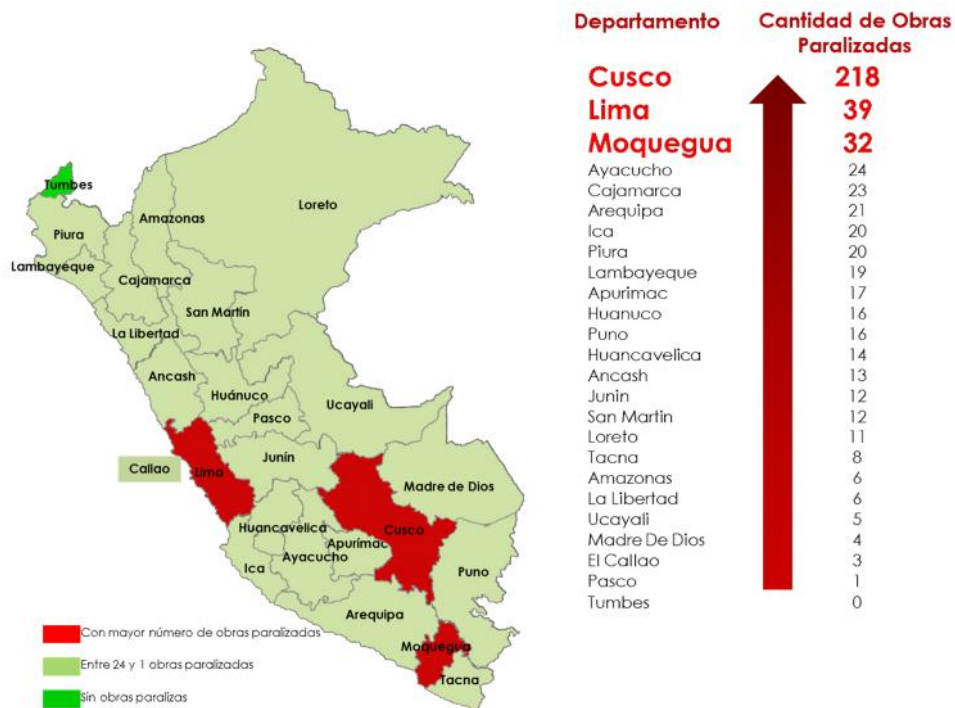 Departamento
Cantidad de Obras
Paralizadas
Cusco 218
Lima 39
Moquegua 32
Ayacucho 24
Cajamarca 23
Arequipa 21
Ica 20
Piura 20
Lambayeque 19
Apurimac 17
Huanuco 16
Puno 16
Huancavelica 14
Ancash 13
Junin 12
San Martin 12
Loreto 11
Tacna 8
Amazonas 6
La Libertad 6
Ucayali 5
Madre De Dios 4
El Callao 3
Pasco 1
Tumbes 0
Tumbes
Loreto
Amazonas
Piura
Lambayeque
Cajamarca
San Martín
La Libertad
Ancash
Huánuco
Ucayali
Pasco
Junín
Callao
Lima
Madre de Dios
Cusco
Huancavelica
Apurímac
Ayacucho
Ica
Puno
Arequipa
Moquegua
Tacna
Con mayor número de obras paralizadas
Entre 24 y 1 obras paralizadas
Sin obras paralizas